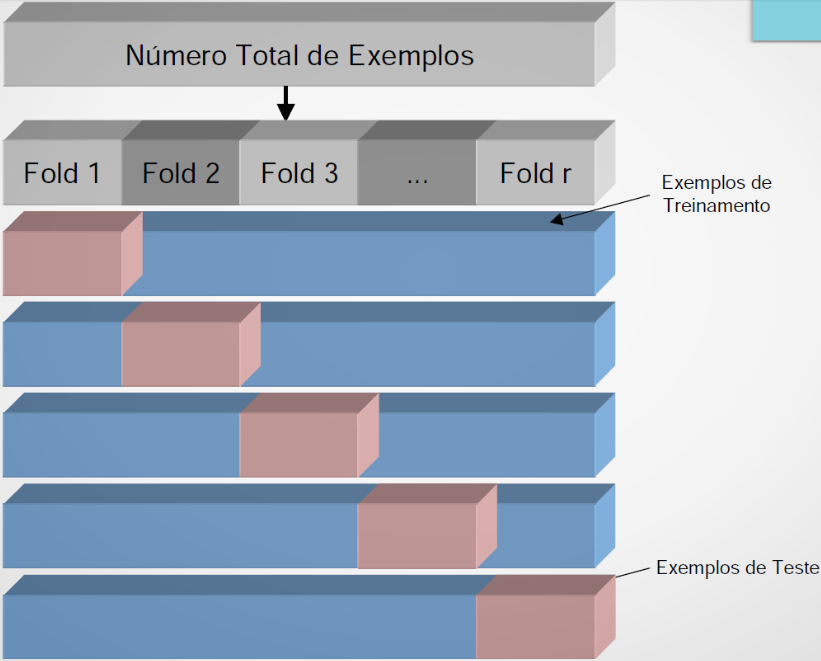 Número Total de Exemplos
Fold 1 Fold 2 Fold 3 ... Fold r
Exemplos de
Treinamento
Exemplos de Teste